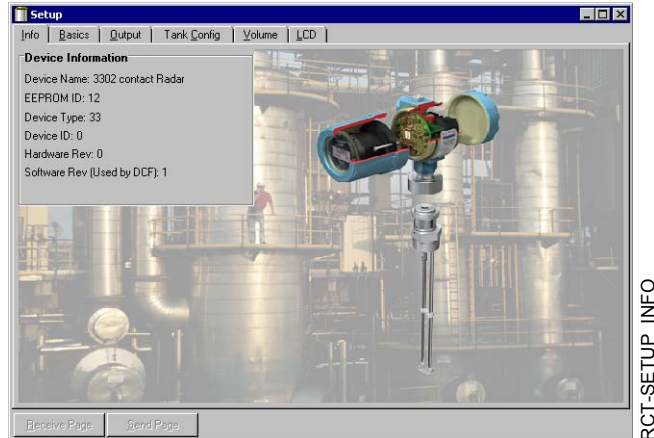 Setup
Info Basics Output Tank Config Volume LCD
Device Information
Device Name: 3302 contact Radar
EEPROM ID: 12
Device Type: 33
Device ID: 0
Hardware Rev: 0
Software Rev (Used by DCF): 1
Receive Page Send Page
RCT-SETUP_INFO